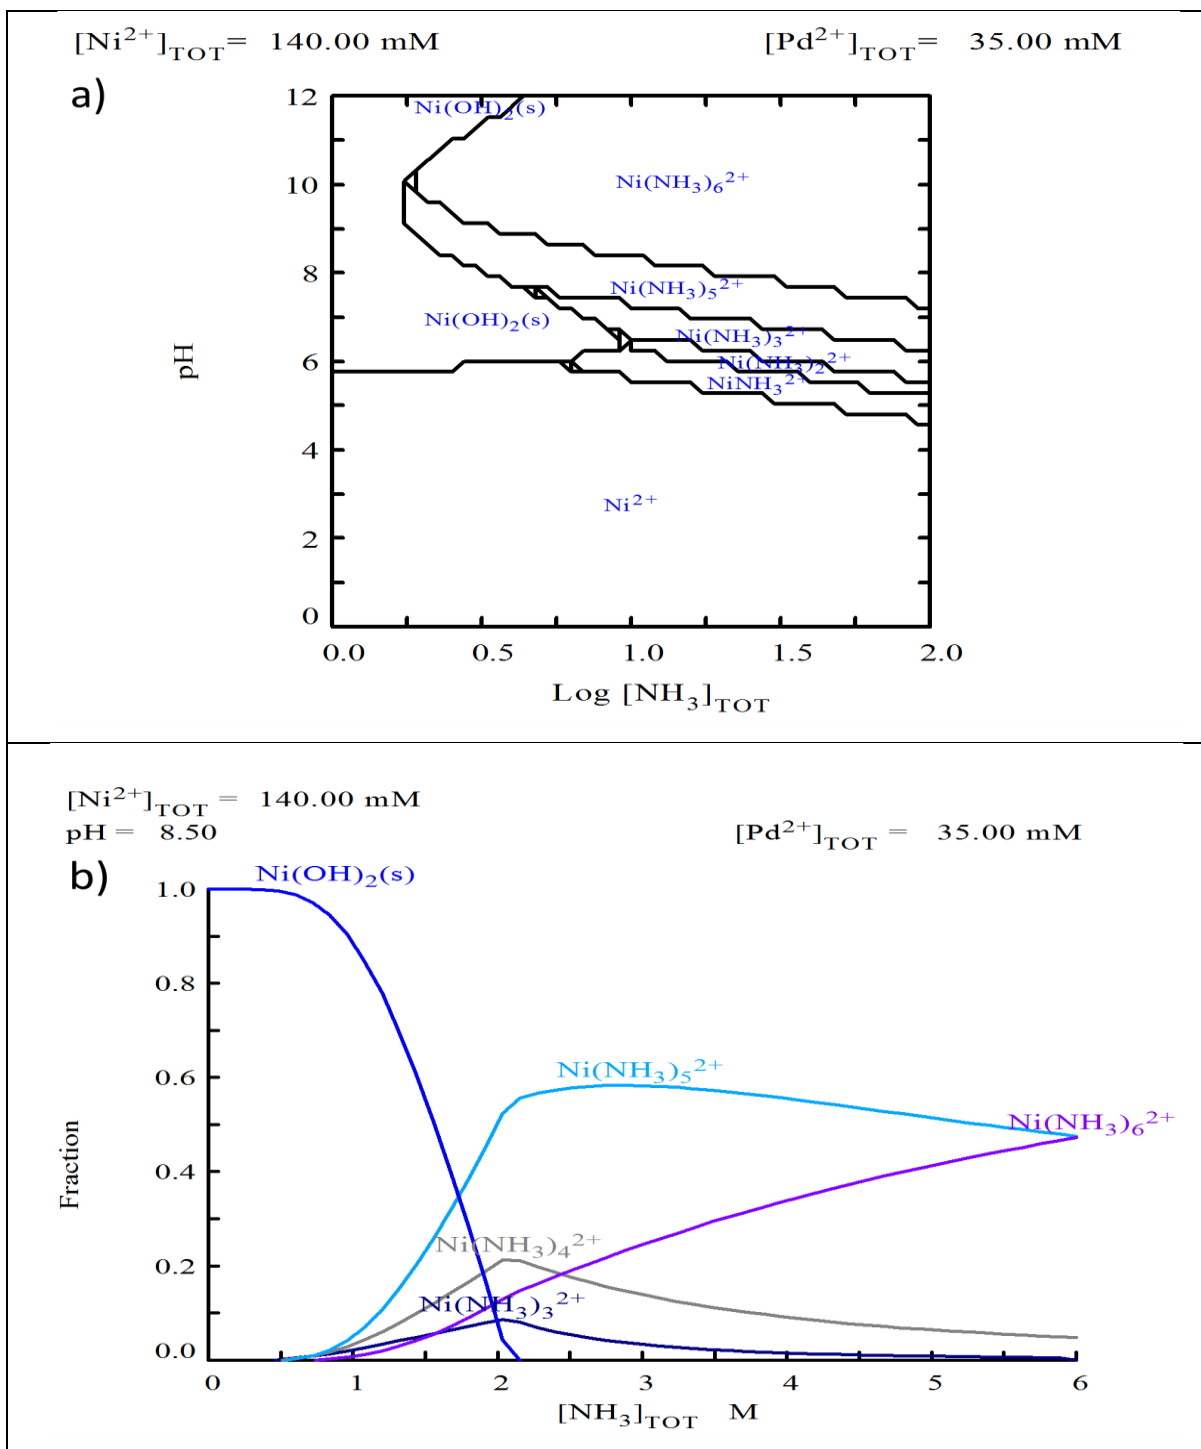 [Ni²⁺]TOT= 140.00 mM [Pd²⁺]TOT= 35.00 mM
a)
12
Ni(OH)₂(s)
10
Ni(NH₃)₆²⁺
8
Ni(NH₃)₅²⁺
Ni(OH)₂(s)
Ni(NH₃)₃²⁺
6
Ni(NH₃)₂²⁺
NiNH₃²⁺
pH
4
Ni²⁺
2
0
0.0 0.5 1.0 1.5 2.0
Log [NH₃]TOT
[Ni²⁺]TOT = 140.00 mM
pH = 8.50 [Pd²⁺]TOT = 35.00 mM
b)
Ni(OH)₂(s)
1.0
0.8
0.6
Ni(NH₃)₅²⁺
Ni(NH₃)₆²⁺
Fraction
0.4
Ni(NH₃)₄²⁺
0.2
Ni(NH₃)₃²⁺
0.0
0 1 2 3 4 5 6
[NH₃]TOT M